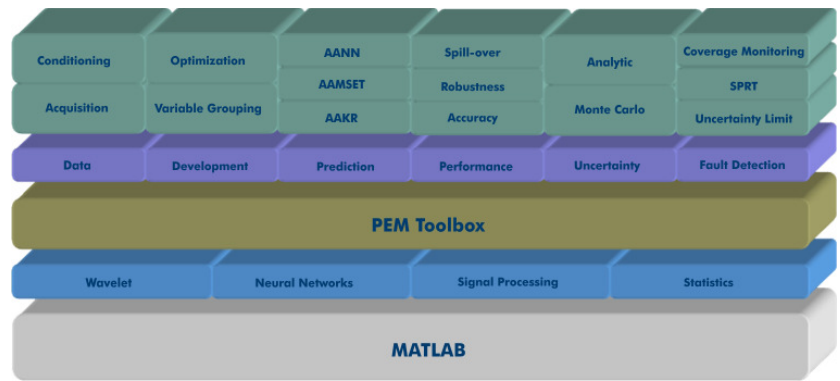 Conditioning
Optimization
AANN
Spill-over
Analytic
Coverage Monitoring
AAMSET
Robustness
SPRT
Acquisition
Variable Grouping
AAKR
Accuracy
Monte Carlo
Uncertainty Limit
Data
Development
Prediction
Performance
Uncertainty
Fault Detection
PEM Toolbox
Wavelet
Neural Networks
Signal Processing
Statistics
MATLAB